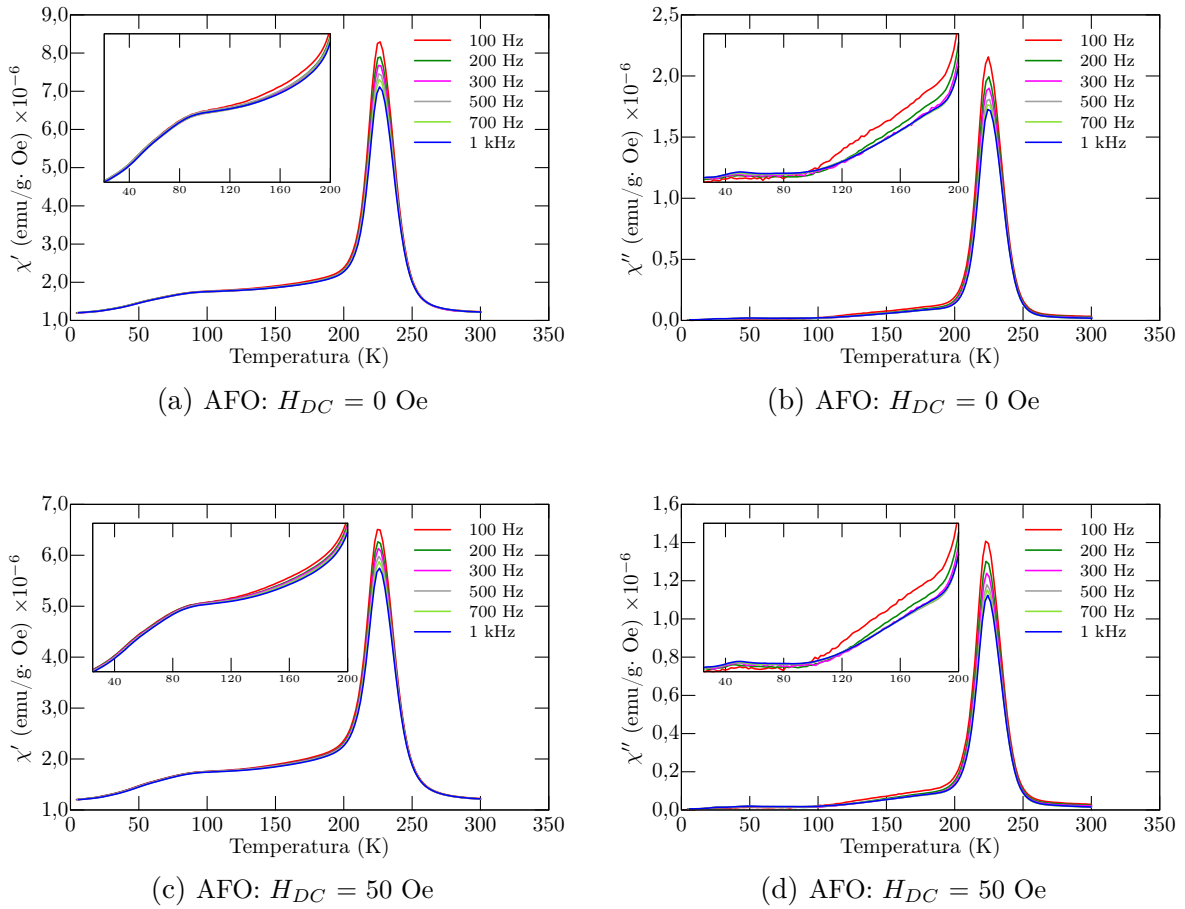 χ′ (emu/g· Oe) ×10⁻⁶
9,0
8,0
7,0
6,0
5,0
4,0
3,0
2,0
1,0
0 50 100 150 200 250 300 350
Temperatura (K)
100 Hz
200 Hz
300 Hz
500 Hz
700 Hz
1 kHz
40 80 120 160 200
(a) AFO: H_{DC} = 0 Oe
χ″ (emu/g· Oe) ×10⁻⁶
2,5
2,0
1,5
1,0
0,5
0,0
0 50 100 150 200 250 300 350
Temperatura (K)
100 Hz
200 Hz
300 Hz
500 Hz
700 Hz
1 kHz
40 80 120 160 200
(b) AFO: H_{DC} = 0 Oe
χ′ (emu/g· Oe) ×10⁻⁶
7,0
6,0
5,0
4,0
3,0
2,0
1,0
0 50 100 150 200 250 300 350
Temperatura (K)
100 Hz
200 Hz
300 Hz
500 Hz
700 Hz
1 kHz
40 80 120 160 200
(c) AFO: H_{DC} = 50 Oe
χ″ (emu/g· Oe) ×10⁻⁶
1,6
1,4
1,2
1,0
0,8
0,6
0,4
0,2
0,0
0 50 100 150 200 250 300 350
Temperatura (K)
100 Hz
200 Hz
300 Hz
500 Hz
700 Hz
1 kHz
40 80 120 160 200
(d) AFO: H_{DC} = 50 Oe